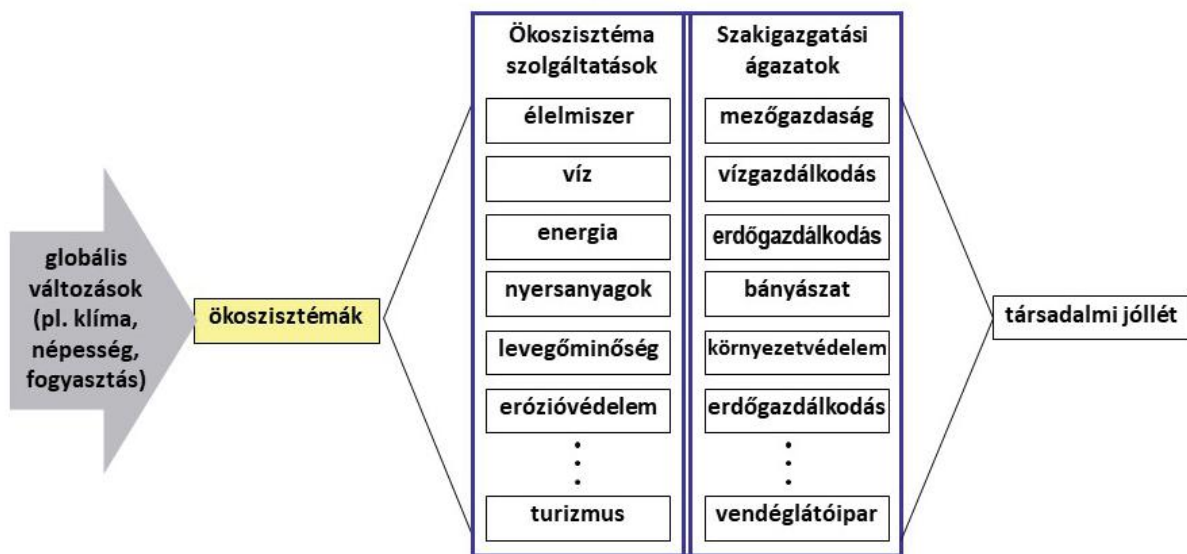 globális
változások
(pl. klíma,
népesség,
fogyasztás)
ökoszisztémák
Ökoszisztéma
szolgáltatások
élelmiszer
víz
energia
nyersanyagok
levegőminőség
erózióvédelem
turizmus
Szakigazgatási
ágazatok
mezőgazdaság
vízgazdálkodás
erdőgazdálkodás
bányászat
környezetvédelem
erdőgazdálkodás
vendéglátóipar
társadalmi jóllét